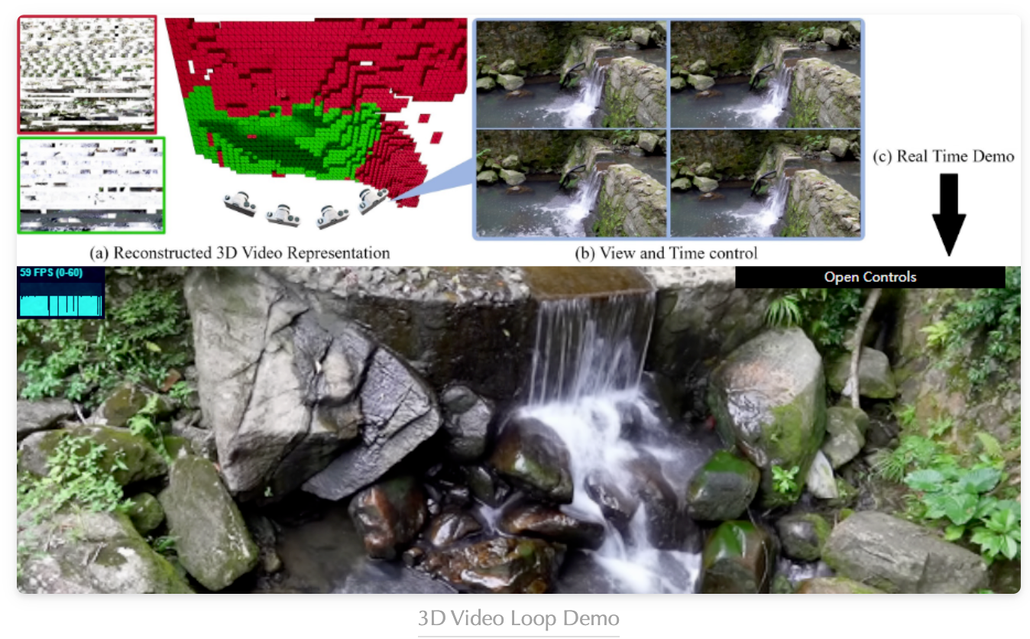 (c) Real Time Demo
(a) Reconstructed 3D Video Representation
(b) View and Time control
59 FPS (0-60)
Open Controls
3D Video Loop Demo